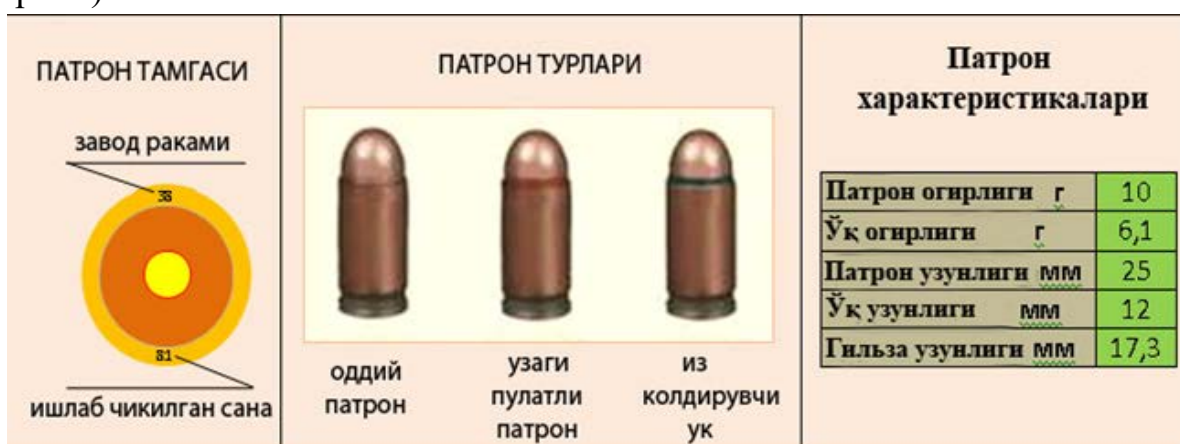 ПАТРОН ТАМГАСИ
завод раками
38
81
ишлаб чикилган сана
ПАТРОН ТУРЛАРИ
оддий
патрон
узаги
пулатли
патрон
из
колдирувчи
ук
Патрон
характеристикалари
Патрон огирлиги г 10
Ўқ огирлиги г 6,1
Патрон узунлиги мм 25
Ўқ узунлиги мм 12
Гильза узунлиги мм 17,3